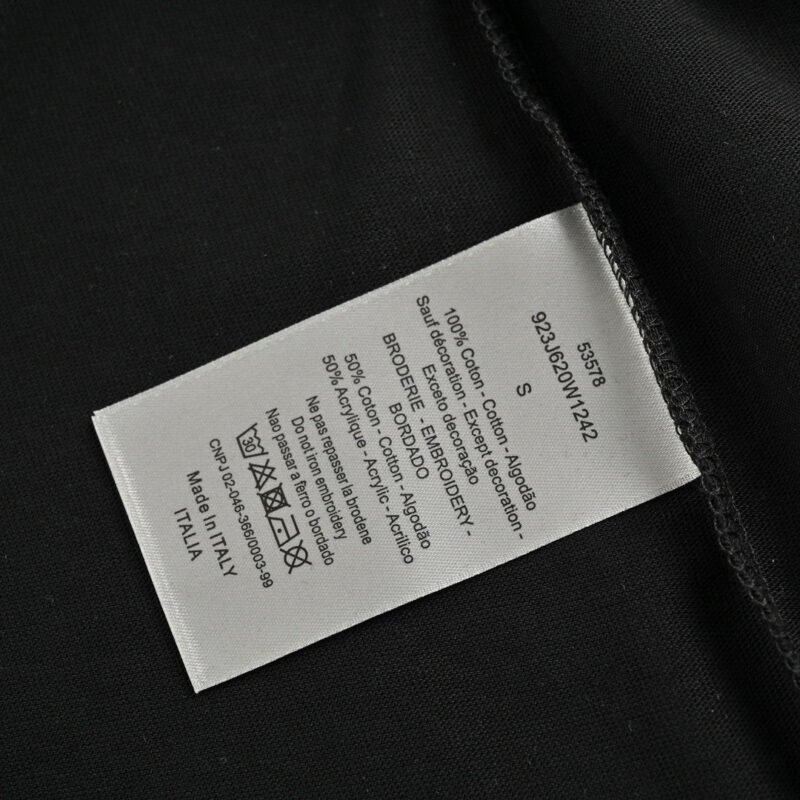 53578
923J620W1242
S
100% Coton - Cotton - Algodão
Sauf décoration - Except decoration -
Exceto decoração
BRODERIE - EMBROIDERY -
BORDADO
50% Coton - Cotton - Algodão
50% Acrylique - Acrylic - Acrílico
Ne pas repasser la brodene
Do not iron embroidery
Nao passar a ferro o bordado
30
CNPJ 02-046-366/0003-99
Made In ITALY
ITALIA